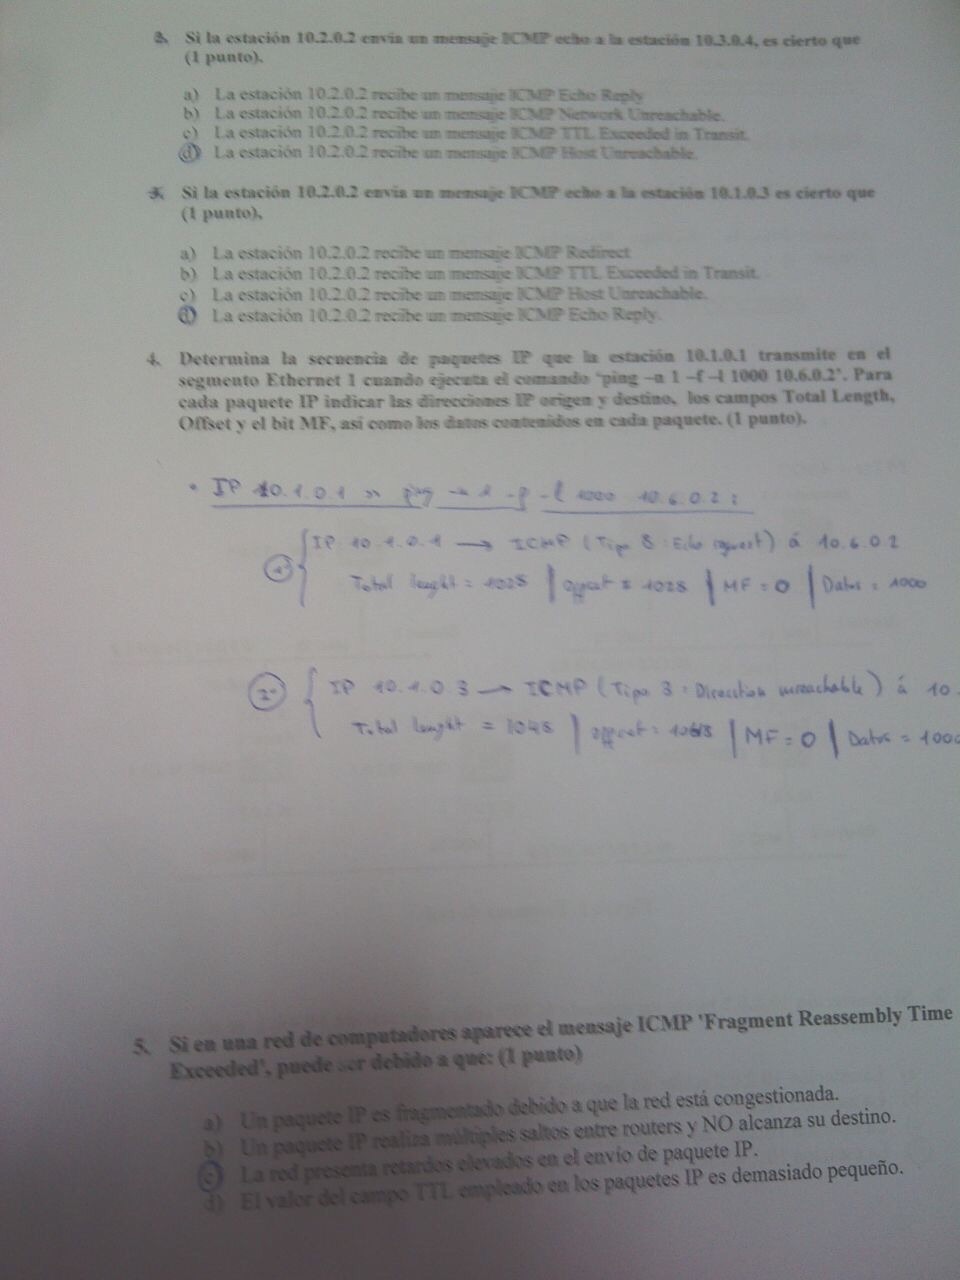 2. Si la estación 10.2.0.2 envía un mensaje ICMP echo a la estación 10.3.0.4, es cierto que
(1 punto).
a) La estación 10.2.0.2 recibe un mensaje ICMP Echo Reply
b) La estación 10.2.0.2 recibe un mensaje ICMP Network Unreachable.
c) La estación 10.2.0.2 recibe un mensaje ICMP TTL Exceeded in Transit.
d) La estación 10.2.0.2 recibe un mensaje ICMP Host Unreachable.
3. Si la estación 10.2.0.2 envía un mensaje ICMP echo a la estación 10.1.0.3 es cierto que
(1 punto),
a) La estación 10.2.0.2 recibe un mensaje ICMP Redirect
b) La estación 10.2.0.2 recibe un mensaje ICMP TTL Exceeded in Transit.
c) La estación 10.2.0.2 recibe un mensaje ICMP Host Unreachable.
d) La estación 10.2.0.2 recibe un mensaje ICMP Echo Reply.
4. Determina la secuencia de paquetes IP que la estación 10.1.0.1 transmite en el
segmento Ethernet 1 cuando ejecuta el comando 'ping –n 1 –f –l 1000 10.6.0.2'. Para
cada paquete IP indicar las direcciones IP origen y destino, los campos Total Length,
Offset y el bit MF, así como los datos contenidos en cada paquete. (1 punto).
• IP 10.1.0.1 >> ping -n 1 -f -l 1000 10.6.0.2 :
1º IP 10.1.0.1 → ICMP (Tipo 8 : Echo request) á 10.6.0.2
Total lenght = 1028 | offset = 1028 | MF = 0 | Datos = 1000
2º IP 10.1.0.3 → ICMP (Tipo 3 : Direccition unreachable) á 10.
Total lenght = 1048 | offset = | MF = 0 | Datos = 1000
5. Si en una red de computadores aparece el mensaje ICMP 'Fragment Reassembly Time
Exceeded', puede ser debido a que: (1 punto)
a) Un paquete IP es fragmentado debido a que la red está congestionada.
b) Un paquete IP realiza múltiples saltos entre routers y NO alcanza su destino.
c) La red presenta retardos elevados en el envío de paquete IP.
d) El valor del campo TTL empleado en los paquetes IP es demasiado pequeño.